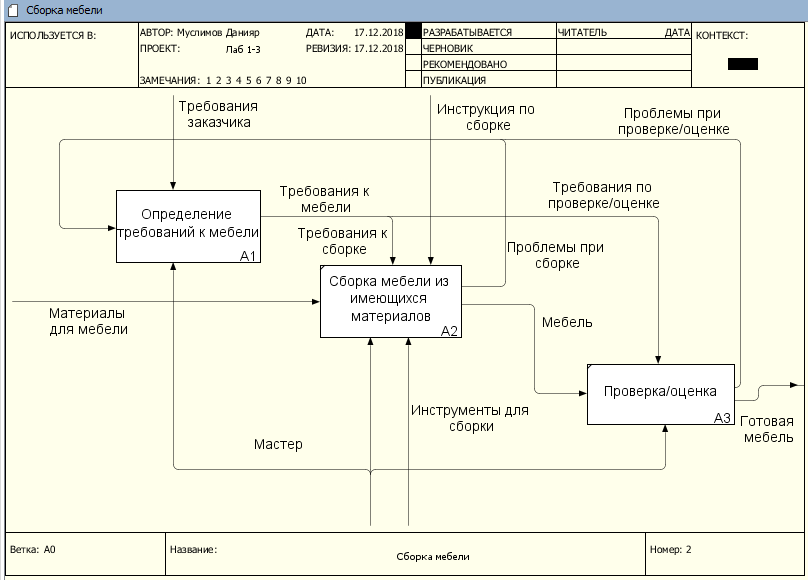 Сборка мебели
ИСПОЛЬЗУЕТСЯ В:
АВТОР: Муслимов Данияр
ДАТА: 17.12.2018
РАЗРАБАТЫВАЕТСЯ
ЧИТАТЕЛЬ
ДАТА
КОНТЕКСТ:
ПРОЕКТ: Лаб 1-3
РЕВИЗИЯ: 17.12.2018
ЧЕРНОВИК
РЕКОМЕНДОВАНО
ЗАМЕЧАНИЯ: 1 2 3 4 5 6 7 8 9 10
ПУБЛИКАЦИЯ
Требования
заказчика
Инструкция по
сборке
Проблемы при
проверке/оценке
Определение
требований к мебели
A1
Требования к
мебели
Требования по
проверке/оценке
Требования к
сборке
Проблемы при
сборке
Сборка мебели из
имеющихся
материалов
A2
Материалы
для мебели
Мебель
Проверка/оценка
A3
Инструменты для
сборки
Готовая
мебель
Мастер
Ветка: A0
Название:
Сборка мебели
Номер: 2